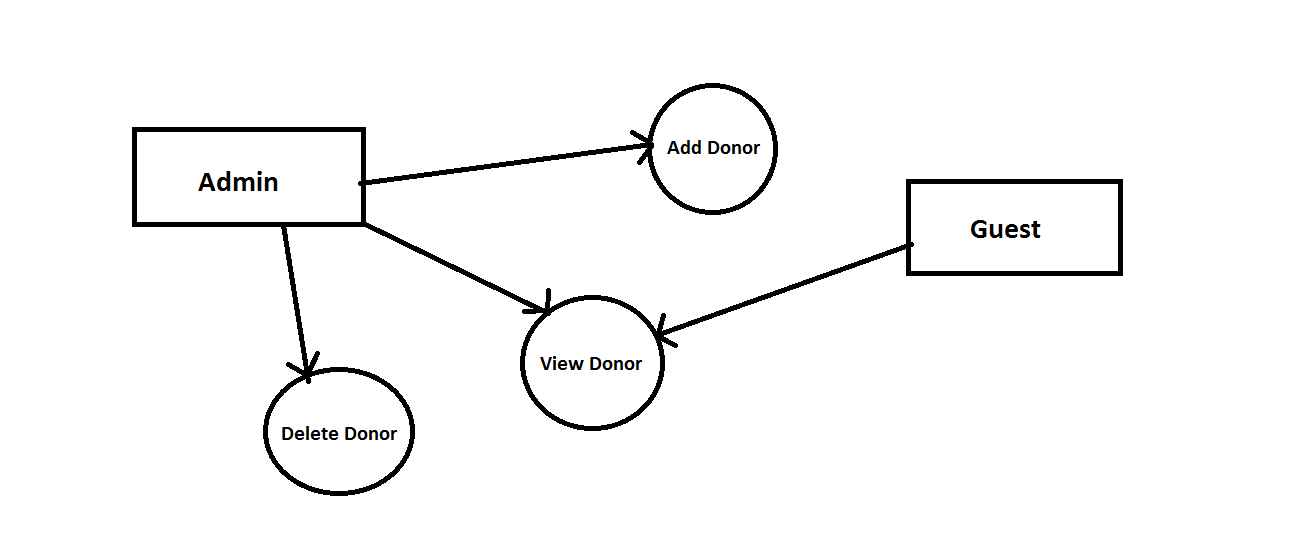 Add Donor
Admin
Guest
View Donor
Delete Donor